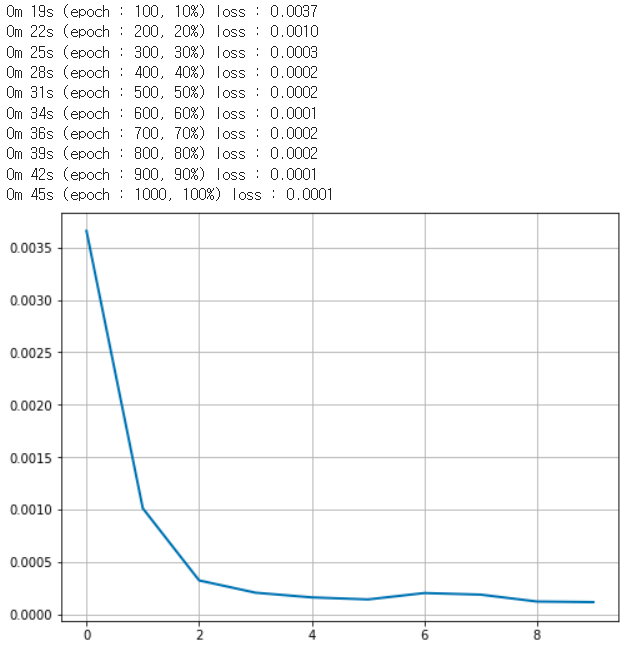 0m 19s (epoch : 100, 10%) loss : 0.0037
0m 22s (epoch : 200, 20%) loss : 0.0010
0m 25s (epoch : 300, 30%) loss : 0.0003
0m 28s (epoch : 400, 40%) loss : 0.0002
0m 31s (epoch : 500, 50%) loss : 0.0002
0m 34s (epoch : 600, 60%) loss : 0.0001
0m 36s (epoch : 700, 70%) loss : 0.0002
0m 39s (epoch : 800, 80%) loss : 0.0002
0m 42s (epoch : 900, 90%) loss : 0.0001
0m 45s (epoch : 1000, 100%) loss : 0.0001
0.0035
0.0030
0.0025
0.0020
0.0015
0.0010
0.0005
0.0000
0 2 4 6 8